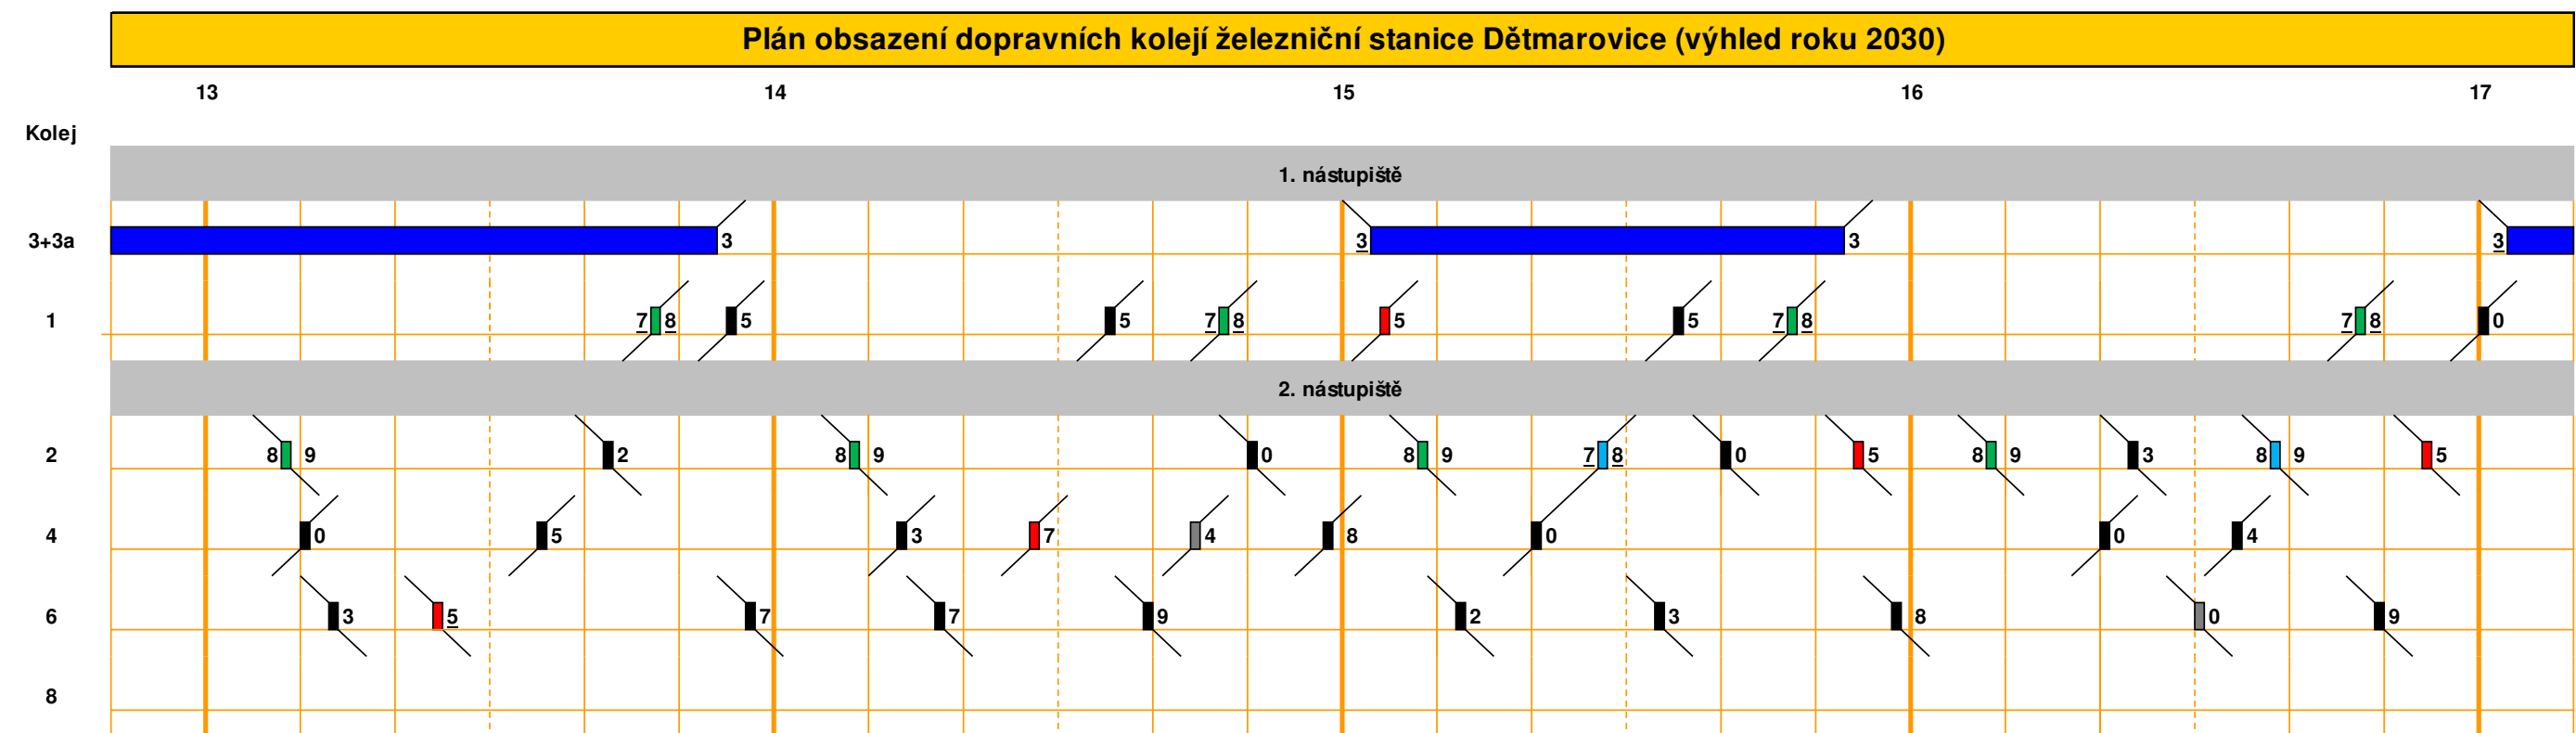 Plán obsazení dopravních kolejí železniční stanice Dětmarovice (výhled roku 2030)
13 14 15 16 17
Kolej
1. nástupiště
3+3a 3 3 3 3
1 7 8 5 5 7 8 5 5 7 8 7 8 0
2. nástupiště
2 8 9 2 8 9 0 8 9 7 8 0 5 8 9 3 8 9 5
4 0 5 3 7 4 8 0 0 4
6 3 5 7 7 9 2 3 8 0 9
8